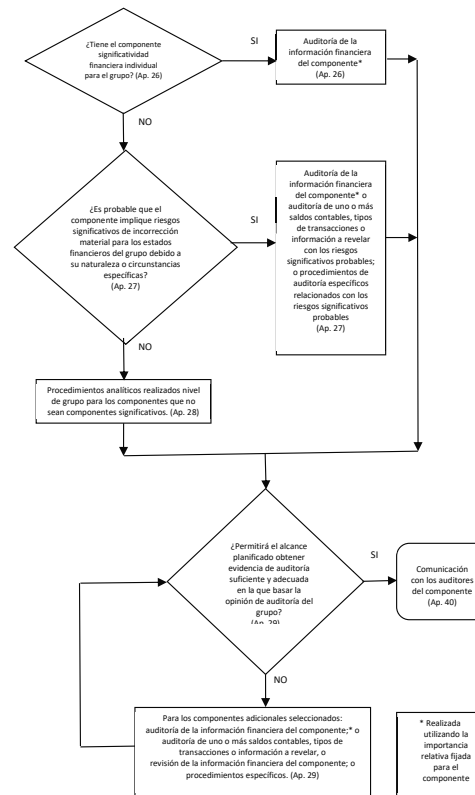 ¿Tiene el componente
significatividad
financiera individual
para el grupo? (Ap. 26)
SI
Auditoría de la
información financiera
del componente*
(Ap. 26)
NO
¿Es probable que el
componente implique riesgos
significativos de incorrección
material para los estados
financieros del grupo debido a
su naturaleza o circunstancias
específicas?
(Ap. 27)
SI
Auditoría de la
información financiera
del componente* o
auditoría de uno o más
saldos contables, tipos
de transacciones o
información a revelar
con los riesgos
significativos probables;
o procedimientos de
auditoría específicos
relacionados con los
riesgos significativos
probables
(Ap. 27)
NO
Procedimientos analíticos realizados nivel
de grupo para los componentes que no
sean componentes significativos. (Ap. 28)
¿Permitirá el alcance
planificado obtener
evidencia de auditoría
suficiente y adecuada
en la que basar la
opinión de auditoría del
grupo?
(Ap. 29)
SI
Comunicación
con los auditores
del componente
(Ap. 40)
NO
Para los componentes adicionales seleccionados:
auditoría de la información financiera del componente;* o
auditoría de uno o más saldos contables, tipos de
transacciones o información a revelar, o
revisión de la información financiera del componente; o
procedimientos específicos. (Ap. 29)
* Realizada
utilizando la
importancia
relativa fijada
para el
componente